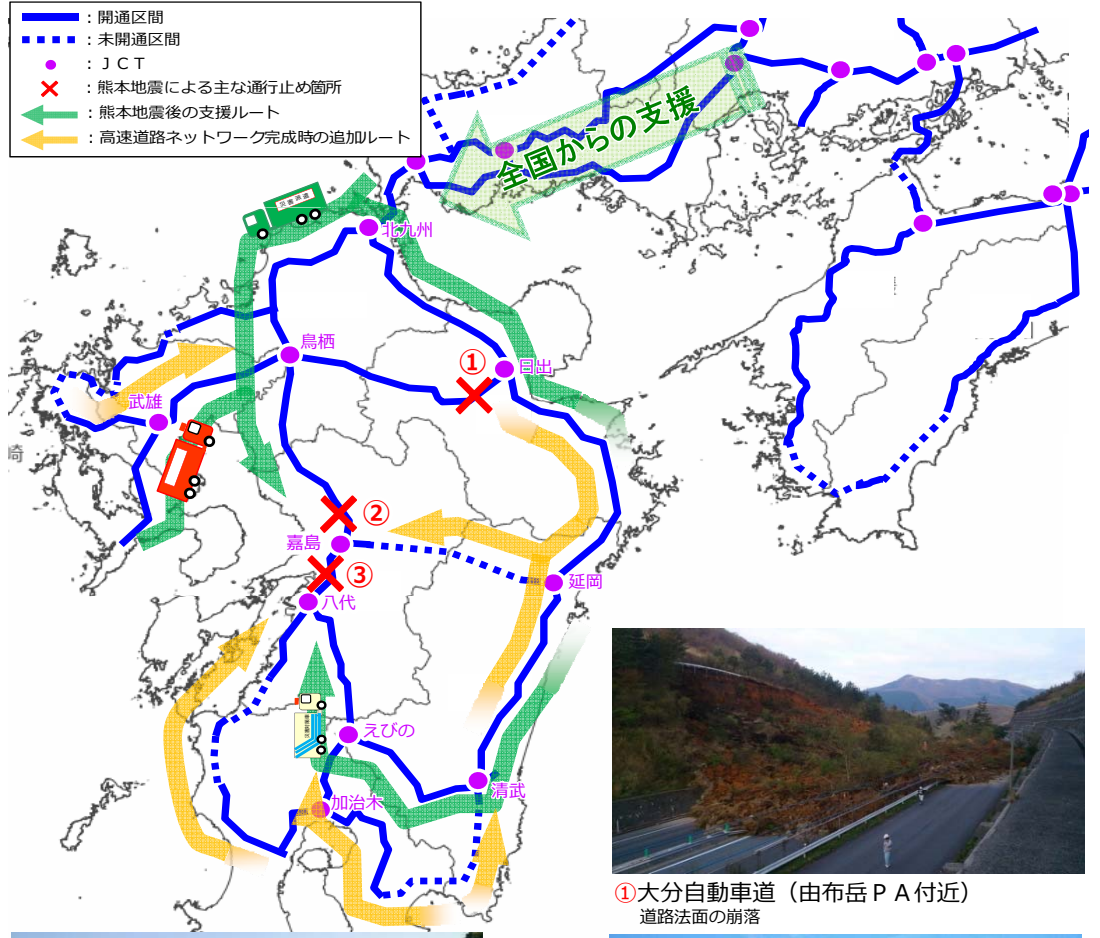 ：開通区間
：未開通区間
：ＪＣＴ
：熊本地震による主な通行止め箇所
：熊本地震後の支援ルート
：高速道路ネットワーク完成時の追加ルート
全国からの支援
災害派遣
北九州
鳥栖
①
日出
武雄
崎
②
嘉島
③
延岡
八代
えびの
清武
加治木
①大分自動車道（由布岳ＰＡ付近）
道路法面の崩落